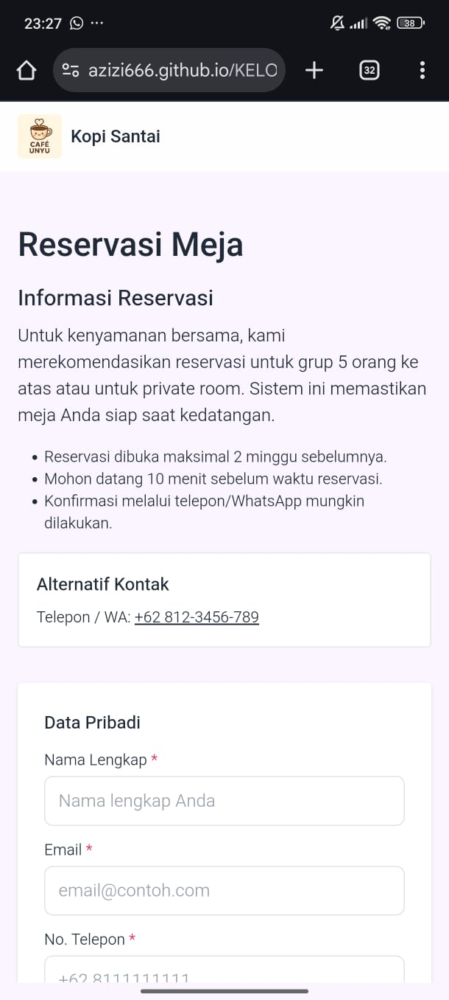 23:27
38
azizi666.github.io/KELO
32
CAFÉ
UNYU
Kopi Santai
Reservasi Meja
Informasi Reservasi
Untuk kenyamanan bersama, kami
merekomendasikan reservasi untuk grup 5 orang ke
atas atau untuk private room. Sistem ini memastikan
meja Anda siap saat kedatangan.
• Reservasi dibuka maksimal 2 minggu sebelumnya.
• Mohon datang 10 menit sebelum waktu reservasi.
• Konfirmasi melalui telepon/WhatsApp mungkin
dilakukan.
Alternatif Kontak
Telepon / WA: +62 812-3456-789
Data Pribadi
Nama Lengkap *
Nama lengkap Anda
Email *
email@contoh.com
No. Telepon *
+62 8111111111